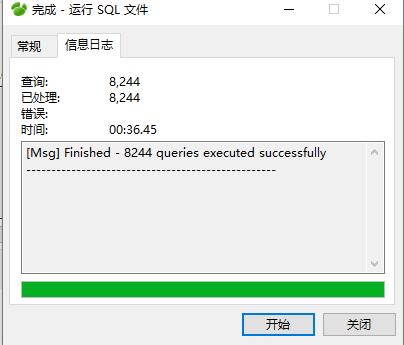 完成 - 运行 SQL 文件
常规 信息日志
查询: 8,244
已处理: 8,244
错误:
时间: 00:36.45
[Msg] Finished - 8244 queries executed successfully
--------------------------------------------------
开始 关闭